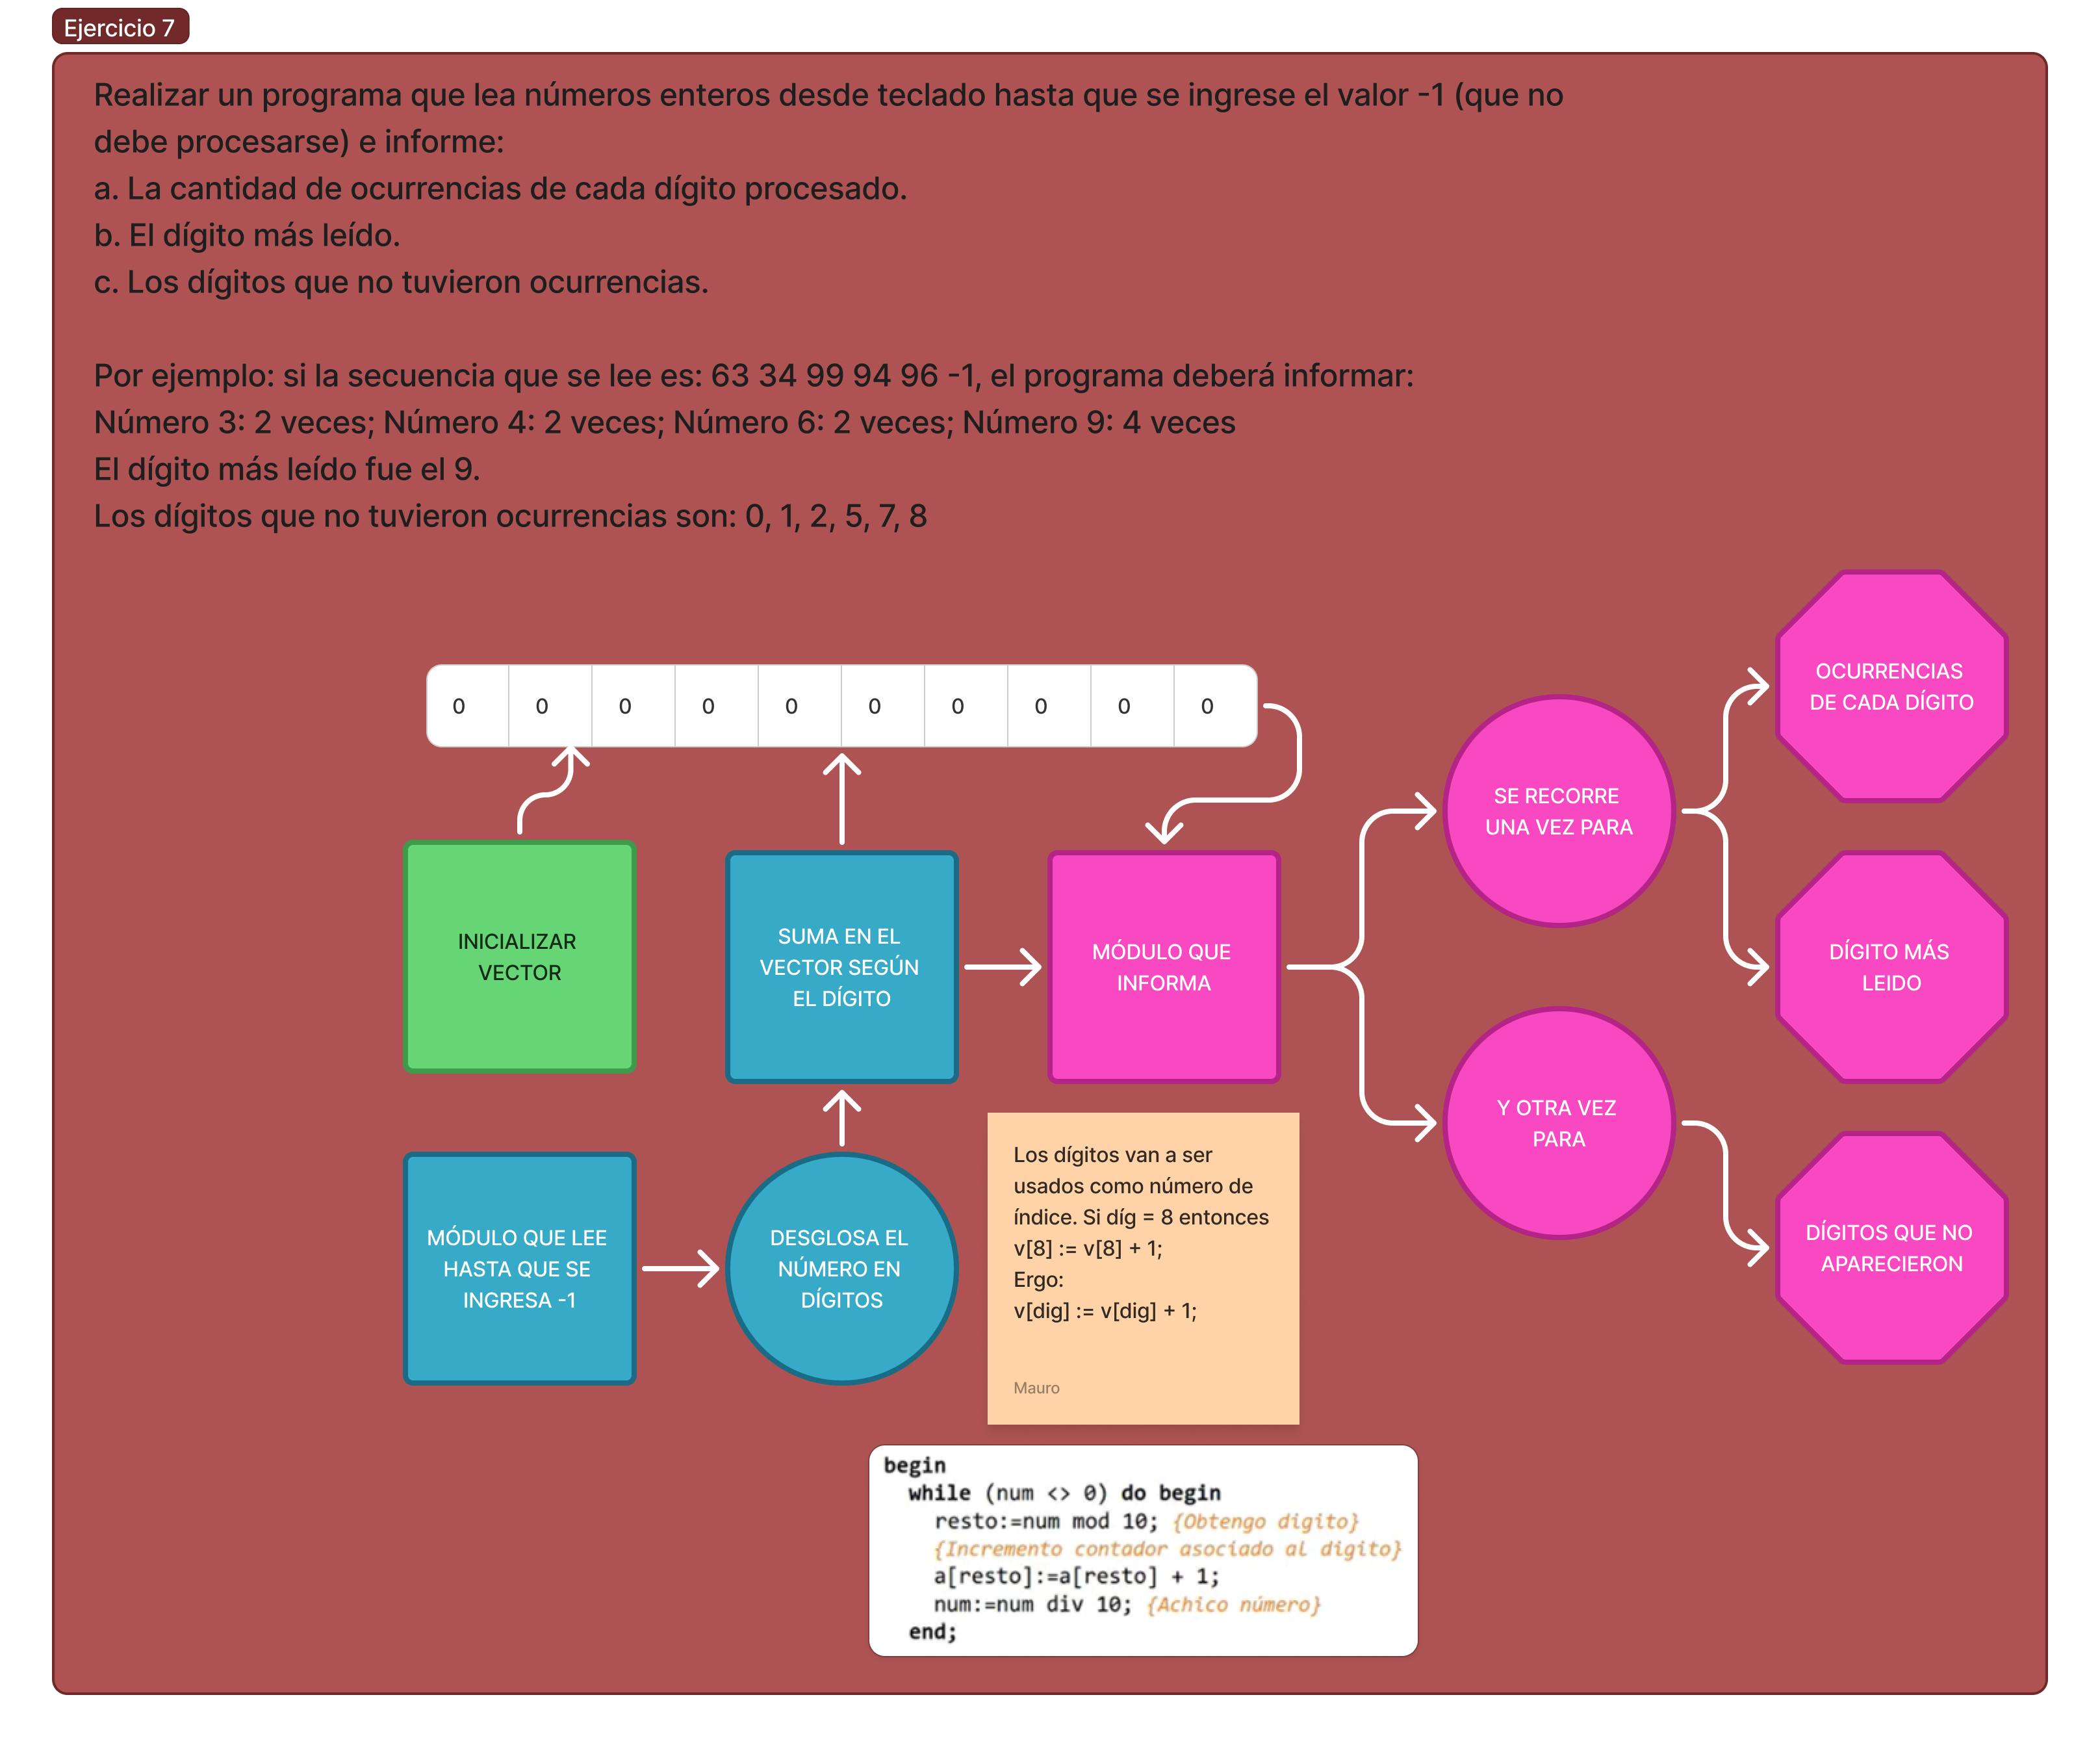 Ejercicio 7
Realizar un programa que lea números enteros desde teclado hasta que se ingrese el valor -1 (que no
debe procesarse) e informe:
a. La cantidad de ocurrencias de cada dígito procesado.
b. El dígito más leído.
c. Los dígitos que no tuvieron ocurrencias.
Por ejemplo: si la secuencia que se lee es: 63 34 99 94 96 -1, el programa deberá informar:
Número 3: 2 veces; Número 4: 2 veces; Número 6: 2 veces; Número 9: 4 veces
El dígito más leído fue el 9.
Los dígitos que no tuvieron ocurrencias son: 0, 1, 2, 5, 7, 8
0 0 0 0 0 0 0 0 0 0
INICIALIZAR
VECTOR
SUMA EN EL
VECTOR SEGÚN
EL DÍGITO
MÓDULO QUE
INFORMA
SE RECORRE
UNA VEZ PARA
OCURRENCIAS
DE CADA DÍGITO
DÍGITO MÁS
LEIDO
Y OTRA VEZ
PARA
DÍGITOS QUE NO
APARECIERON
MÓDULO QUE LEE
HASTA QUE SE
INGRESA -1
DESGLOSA EL
NÚMERO EN
DÍGITOS
Los dígitos van a ser
usados como número de
índice. Si díg = 8 entonces
v[8] := v[8] + 1;
Ergo:
v[dig] := v[dig] + 1;
Mauro
begin
while (num <> 0) do begin
resto:=num mod 10; {Obtengo digito}
{Incremento contador asociado al digito}
a[resto]:=a[resto] + 1;
num:=num div 10; {Achico número}
end;